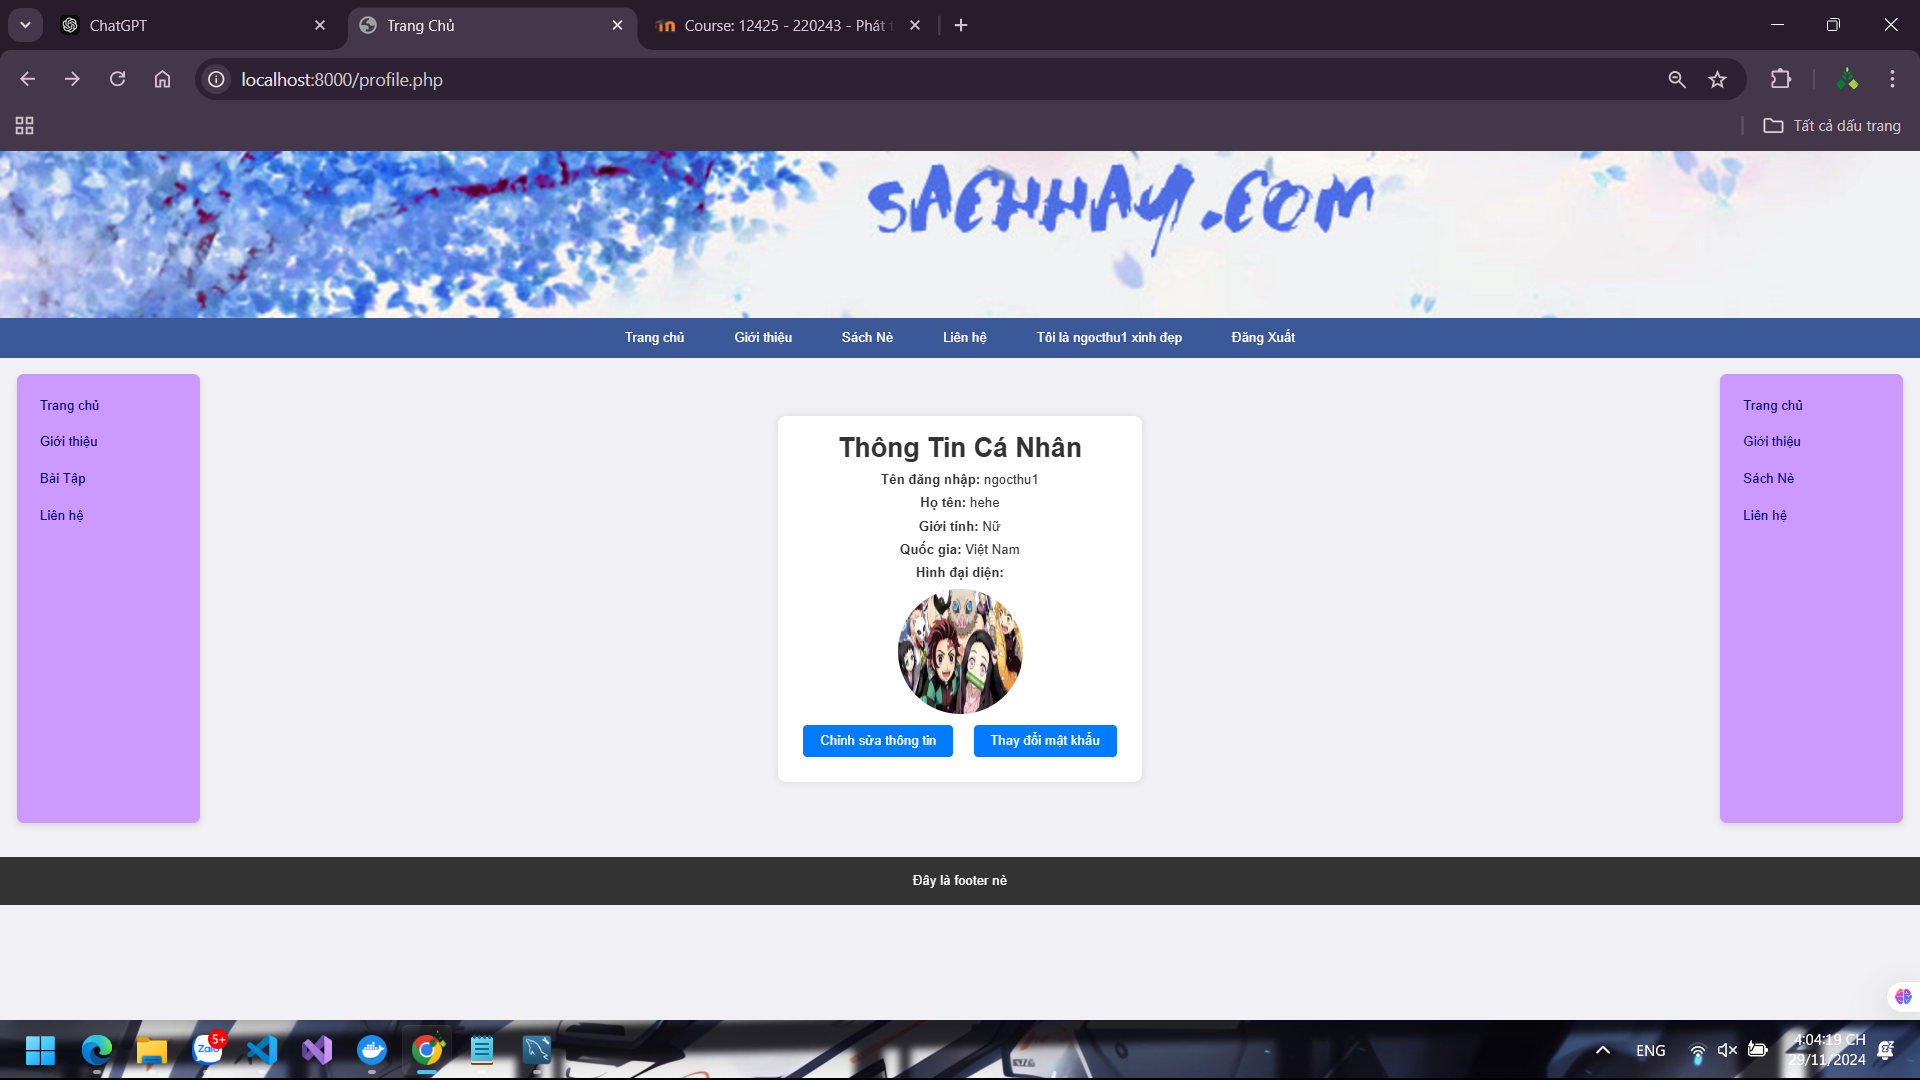 ChatGPT
Trang Chủ
Course: 12425 - 220243 - Phát t
localhost:8000/profile.php
Tất cả dấu trang
SACHHAY.COM
Trang chủ
Giới thiệu
Sách Nè
Liên hệ
Tôi là ngocthu1 xinh đẹp
Đăng Xuất
Trang chủ
Giới thiệu
Bài Tập
Liên hệ
Thông Tin Cá Nhân
Tên đăng nhập: ngocthu1
Họ tên: hehe
Giới tính: Nữ
Quốc gia: Việt Nam
Hình đại diện:
Chỉnh sửa thông tin
Thay đổi mật khẩu
Trang chủ
Giới thiệu
Sách Nè
Liên hệ
Đây là footer nè
Zalo
5+
ENG
4:04:19 CH
29/11/2024